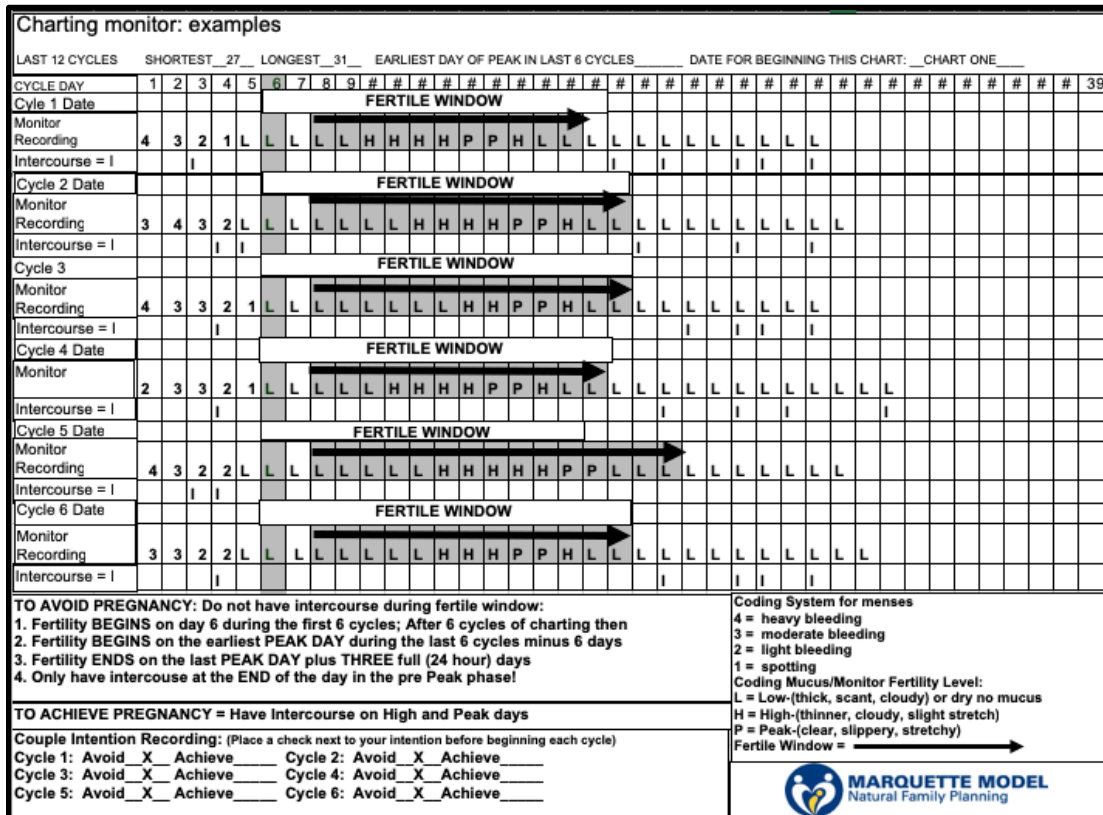 Charting monitor: examples
LAST 12 CYCLES SHORTEST__27__ LONGEST__31__ EARLIEST DAY OF PEAK IN LAST 6 CYCLES_______ DATE FOR BEGINNING THIS CHART: __CHART ONE____
CYCLE DAY 1 2 3 4 5 6 7 8 9 # # # # # # # # # # # # # # # # # # # # # # # # # # # # # 39
Cyle 1 Date FERTILE WINDOW
Monitor
Recording 4 3 2 1 L L L L L H H H H P P H L L L L L L L L L L L L
Intercourse = I I I I I I I
Cycle 2 Date FERTILE WINDOW
Monitor
Recording 3 4 3 2 L L L L L L L H H H H P P H L L L L L L L L L L L
Intercourse = I I I I I I
Cycle 3 FERTILE WINDOW
Monitor
Recording 4 3 3 2 1 L L L L L L L L H H P P H L L L L L L L L L L
Intercourse = I I I I I I
Cycle 4 Date FERTILE WINDOW
Monitor
2 3 3 2 1 L L L L L H H H H P P H L L L L L L L L L L L L L L
Intercourse = I I I I I I
Cycle 5 Date FERTILE WINDOW
Monitor
Recording 4 3 2 2 L L L L L L L L H H H H H P P L L L L L L L L L L
Intercourse = I I I
Cycle 6 Date FERTILE WINDOW
Monitor
Recording 3 3 2 2 L L L L L L L L H H H P P H L L L L L L L L L L L L
Intercourse = I I I I I I
TO AVOID PREGNANCY: Do not have intercourse during fertile window:
1. Fertility BEGINS on day 6 during the first 6 cycles; After 6 cycles of charting then
2. Fertility BEGINS on the earliest PEAK DAY during the last 6 cycles minus 6 days
3. Fertility ENDS on the last PEAK DAY plus THREE full (24 hour) days
4. Only have intercouse at the END of the day in the pre Peak phase!
TO ACHIEVE PREGNANCY = Have Intercourse on High and Peak days
Couple Intention Recording: (Place a check next to your intention before beginning each cycle)
Cycle 1: Avoid__X__ Achieve_____ Cycle 2: Avoid__X__Achieve_____
Cycle 3: Avoid__X__ Achieve_____ Cycle 4: Avoid__X__Achieve_____
Cycle 5: Avoid__X__Achieve_____ Cycle 6: Avoid__X__Achieve_____
Coding System for menses
4 = heavy bleeding
3 = moderate bleeding
2 = light bleeding
1 = spotting
Coding Mucus/Monitor Fertility Level:
L = Low-(thick, scant, cloudy) or dry no mucus
H = High-(thinner, cloudy, slight stretch)
P = Peak-(clear, slippery, stretchy)
Fertile Window =
MARQUETTE MODEL
Natural Family Planning